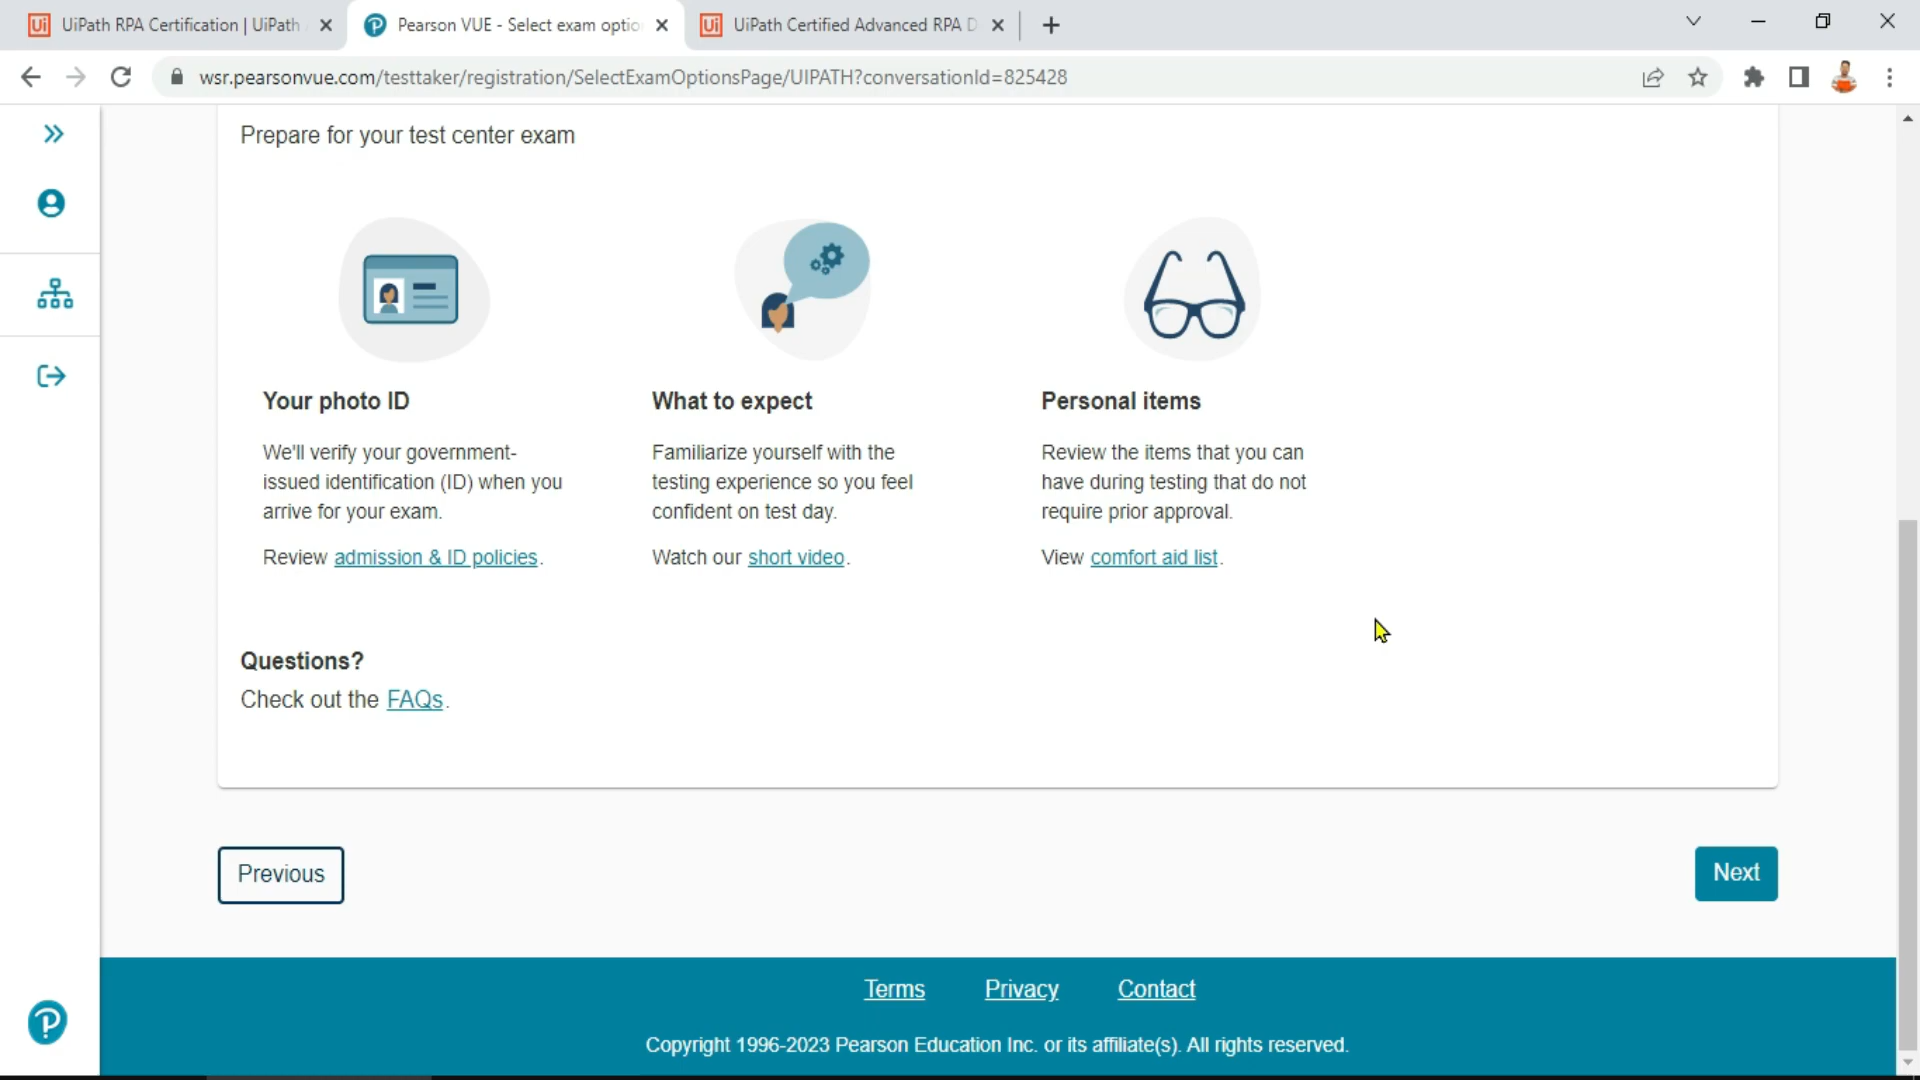 UiPath RPA Certification | UiPath
Pearson VUE - Select exam optio
UiPath Certified Advanced RPA D
wsr.pearsonvue.com/testtaker/registration/SelectExamOptionsPage/UIPATH?conversationId=825428
Prepare for your test center exam
Your photo ID
We'll verify your government-
issued identification (ID) when you
arrive for your exam.
Review admission & ID policies.
What to expect
Familiarize yourself with the
testing experience so you feel
confident on test day.
Watch our short video.
Personal items
Review the items that you can
have during testing that do not
require prior approval.
View comfort aid list.
Questions?
Check out the FAQs.
Previous
Next
Terms
Privacy
Contact
Copyright 1996-2023 Pearson Education Inc. or its affiliate(s). All rights reserved.